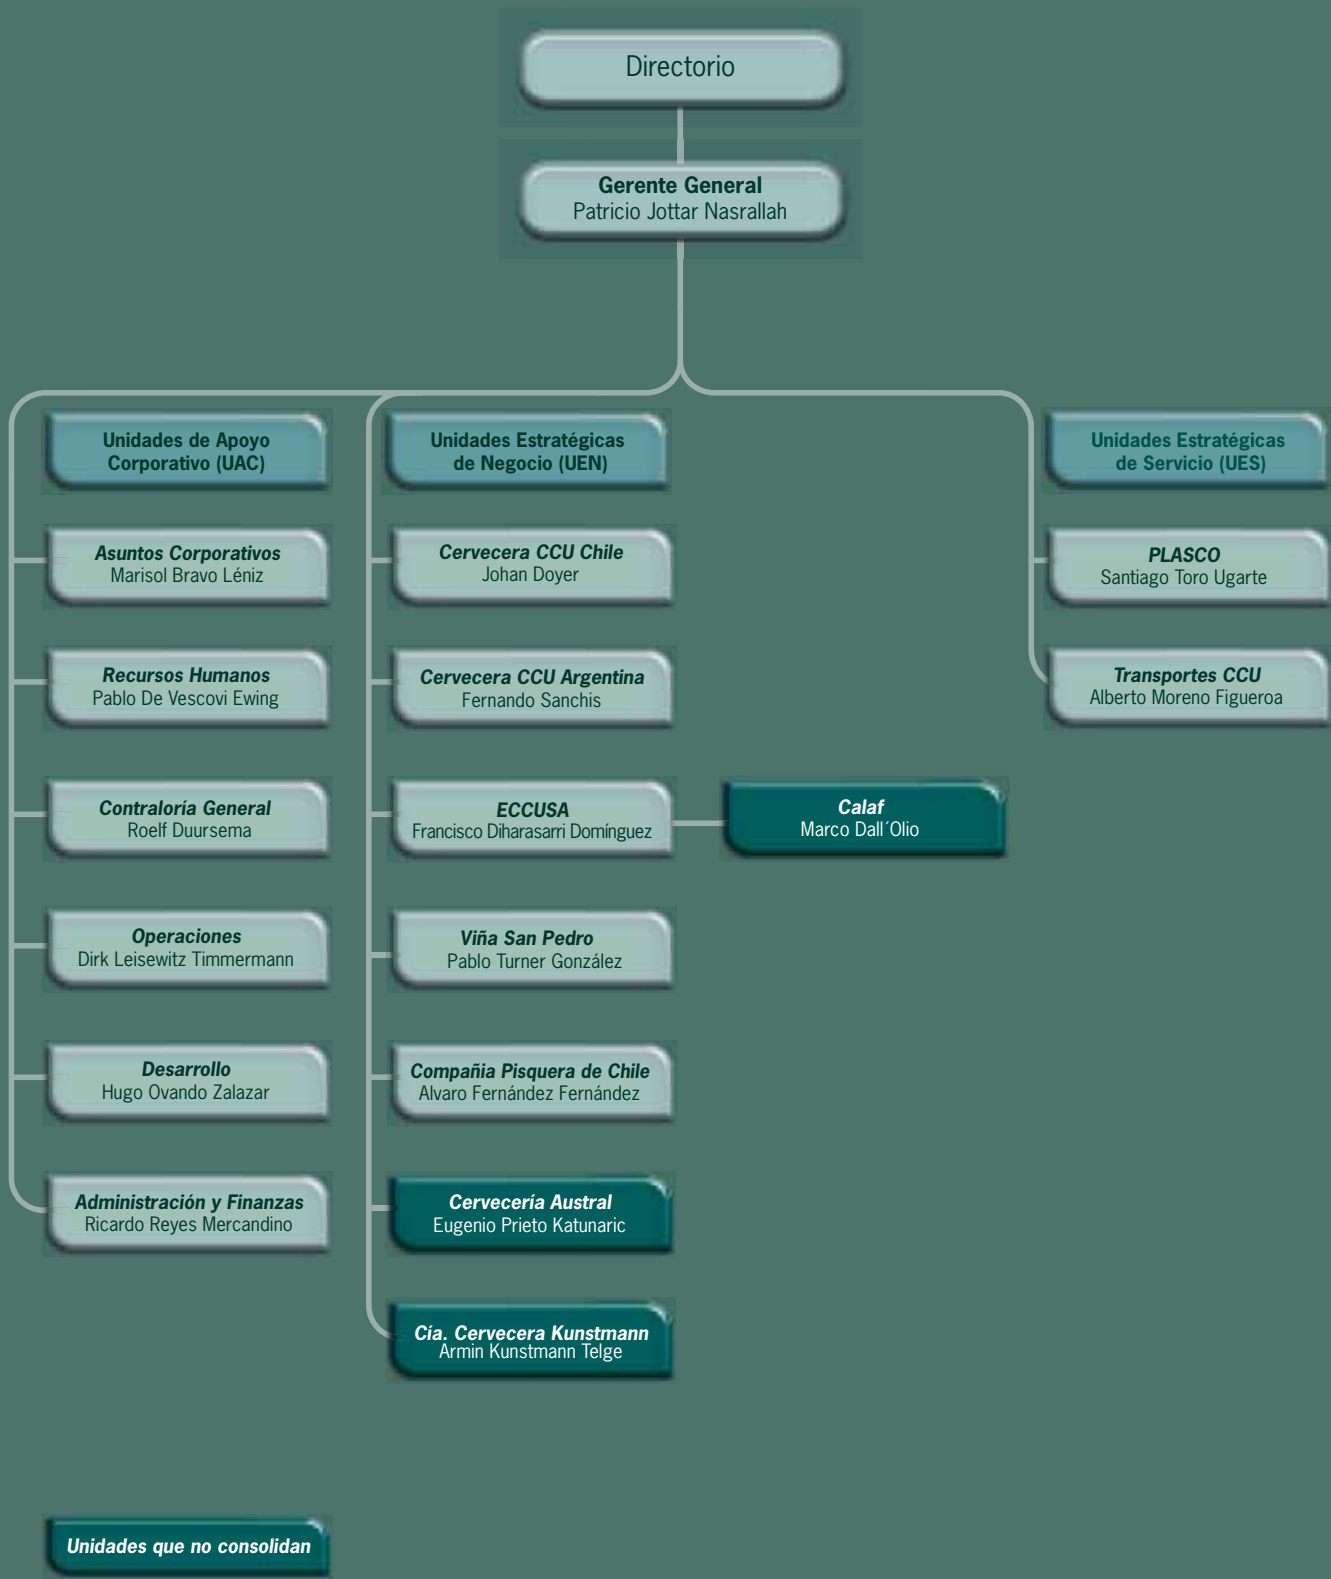 Directorio
Gerente General
Patricio Jottar Nasrallah
Unidades de Apoyo
Corporativo (UAC)
Asuntos Corporativos
Marisol Bravo Léniz
Recursos Humanos
Pablo De Vescovi Ewing
Contraloría General
Roelf Duursema
Operaciones
Dirk Leisewitz Timmermann
Desarrollo
Hugo Ovando Zalazar
Administración y Finanzas
Ricardo Reyes Mercandino
Unidades Estratégicas
de Negocio (UEN)
Cervecera CCU Chile
Johan Doyer
Cervecera CCU Argentina
Fernando Sanchis
ECCUSA
Francisco Diharasarri Domínguez
Calaf
Marco Dall´Olio
Viña San Pedro
Pablo Turner González
Compañia Pisquera de Chile
Alvaro Fernández Fernández
Cervecería Austral
Eugenio Prieto Katunaric
Cía. Cervecera Kunstmann
Armin Kunstmann Telge
Unidades Estratégicas
de Servicio (UES)
PLASCO
Santiago Toro Ugarte
Transportes CCU
Alberto Moreno Figueroa
Unidades que no consolidan